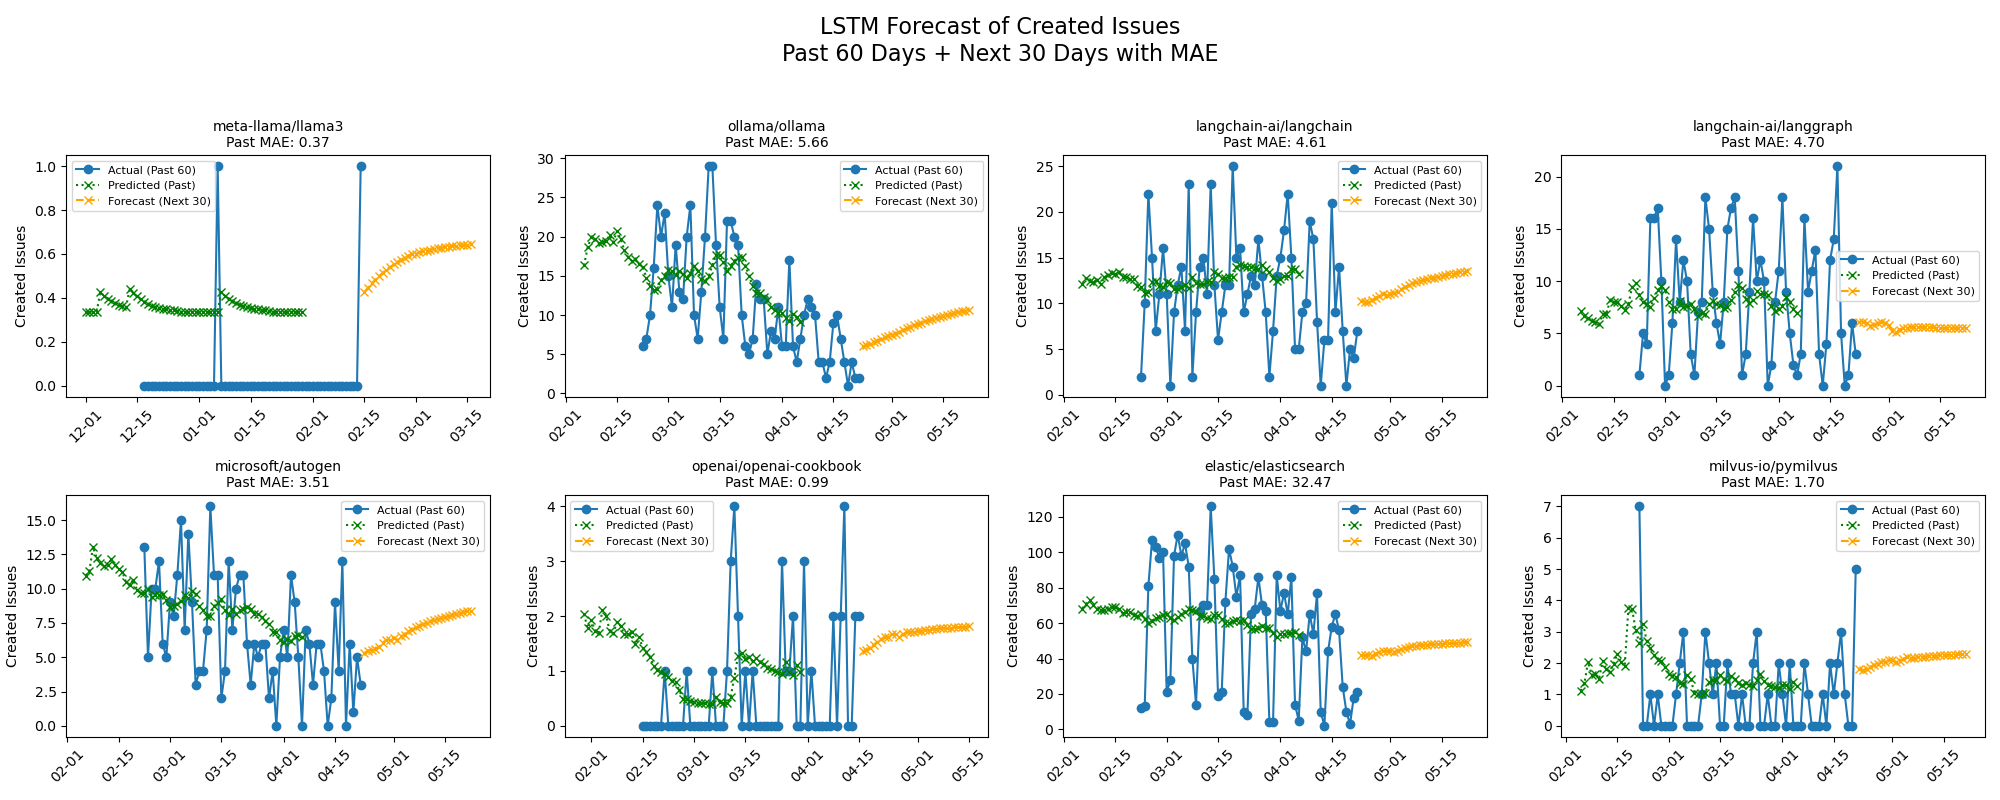 LSTM Forecast of Created Issues
Past 60 Days + Next 30 Days with MAE
meta-llama/llama3
Past MAE: 0.37
Created Issues
1.0
0.8
0.6
0.4
0.2
0.0
Actual (Past 60)
Predicted (Past)
Forecast (Next 30)
12-01 12-15 01-01 01-15 02-01 02-15 03-01 03-15
ollama/ollama
Past MAE: 5.66
Created Issues
30
25
20
15
10
5
0
Actual (Past 60)
Predicted (Past)
Forecast (Next 30)
02-01 02-15 03-01 03-15 04-01 04-15 05-01 05-15
langchain-ai/langchain
Past MAE: 4.61
Created Issues
25
20
15
10
5
0
Actual (Past 60)
Predicted (Past)
Forecast (Next 30)
02-01 02-15 03-01 03-15 04-01 04-15 05-01 05-15
langchain-ai/langgraph
Past MAE: 4.70
Created Issues
20
15
10
5
0
Actual (Past 60)
Predicted (Past)
Forecast (Next 30)
02-01 02-15 03-01 03-15 04-01 04-15 05-01 05-15
microsoft/autogen
Past MAE: 3.51
Created Issues
15.0
12.5
10.0
7.5
5.0
2.5
0.0
Actual (Past 60)
Predicted (Past)
Forecast (Next 30)
02-01 02-15 03-01 03-15 04-01 04-15 05-01 05-15
openai/openai-cookbook
Past MAE: 0.99
Created Issues
4
3
2
1
0
Actual (Past 60)
Predicted (Past)
Forecast (Next 30)
02-01 02-15 03-01 03-15 04-01 04-15 05-01 05-15
elastic/elasticsearch
Past MAE: 32.47
Created Issues
120
100
80
60
40
20
0
Actual (Past 60)
Predicted (Past)
Forecast (Next 30)
02-01 02-15 03-01 03-15 04-01 04-15 05-01 05-15
milvus-io/pymilvus
Past MAE: 1.70
Created Issues
7
6
5
4
3
2
1
0
Actual (Past 60)
Predicted (Past)
Forecast (Next 30)
02-01 02-15 03-01 03-15 04-01 04-15 05-01 05-15